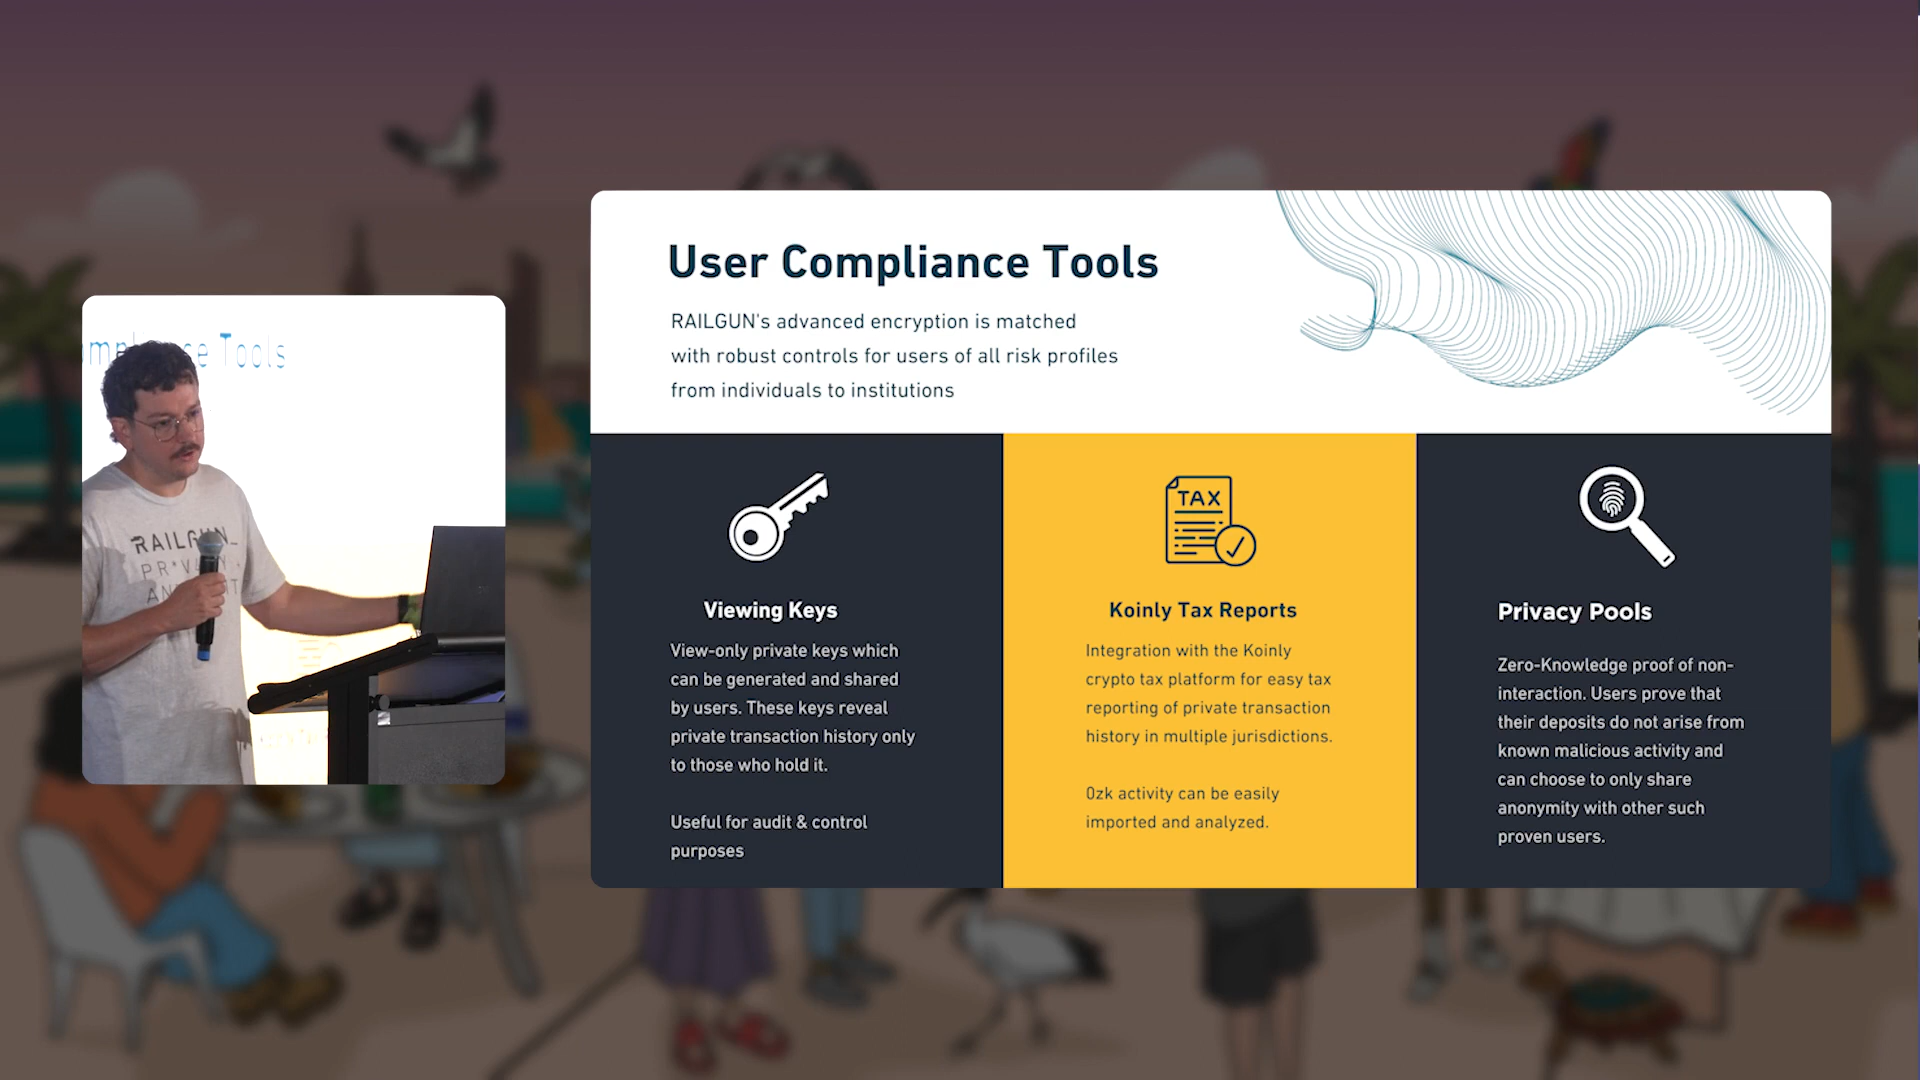 User Compliance Tools
RAILGUN's advanced encryption is matched
with robust controls for users of all risk profiles
from individuals to institutions
Tools
RAILGUN_
TAX
Viewing Keys
View-only private keys which
can be generated and shared
by users. These keys reveal
private transaction history only
to those who hold it.
Useful for audit & control
purposes
Koinly Tax Reports
Integration with the Koinly
crypto tax platform for easy tax
reporting of private transaction
history in multiple jurisdictions.
0zk activity can be easily
imported and analyzed.
Privacy Pools
Zero-Knowledge proof of non-
interaction. Users prove that
their deposits do not arise from
known malicious activity and
can choose to only share
anonymity with other such
proven users.